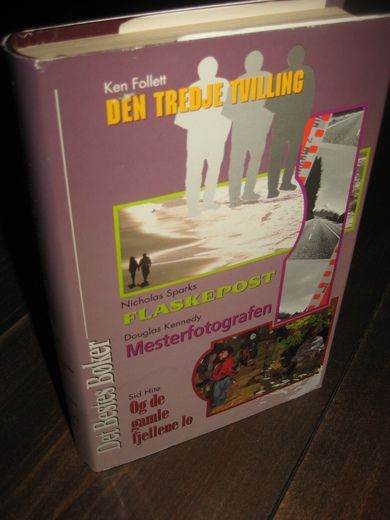 Ken Follett
DEN TREDJE TVILLING
Nicholas Sparks
FLASKEPOST
Douglas Kennedy
Mesterfotografen
Sid Hite
Og de
gamle
fjellene lo
Det Bestes Bøker